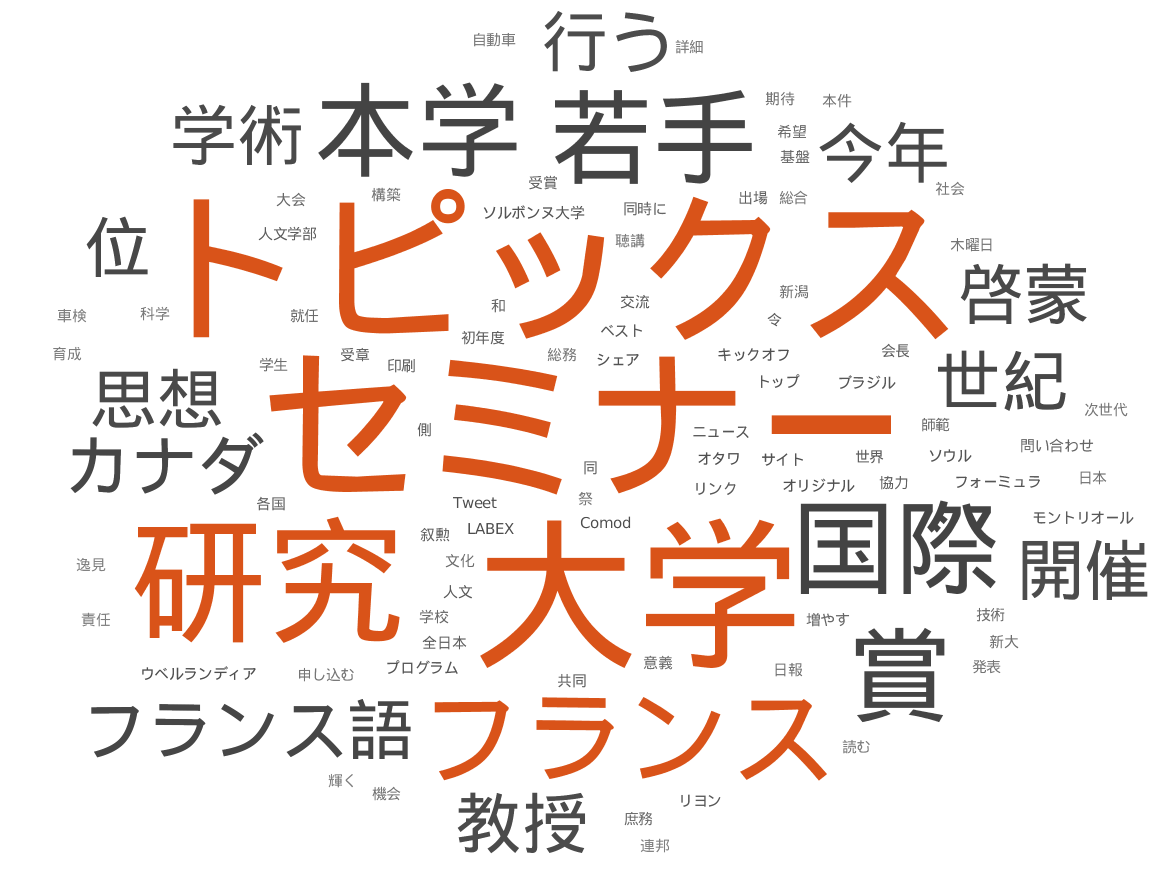 自動車 行う 詳細
学術 本学 若手 期待 本件
希望
基盤 今年
受賞 社会
大会 構築 ソルボンヌ大学 同時に 出場 総合
位 人文学部 トピックス 聴講 木曜日
車検 科学 就任 和 交流 新潟 啓蒙
初年度 ベスト 令
育成 学生 受章 印刷 総務 シェア キックオフ 会長
思想 トップ ブラジル 世紀
次世代
セミナー
側 ニュース 師範
カナダ 同 オタワ サイト 世界 ソウル 問い合わせ
リンク オリジナル 協力 フォーミュラ 日本
各国 Tweet 祭
叙勲 LABEX Comod 国際 モントリオール
逸見 研究 文化 大学 開催
人文
責任 学校 増やす 技術
全日本 新大
ウベルランディア 申し込む プログラム 意義 日報 賞 発表
共同
フランス語 フランス 読む
輝く 機会 教授 リヨン
庶務
連邦